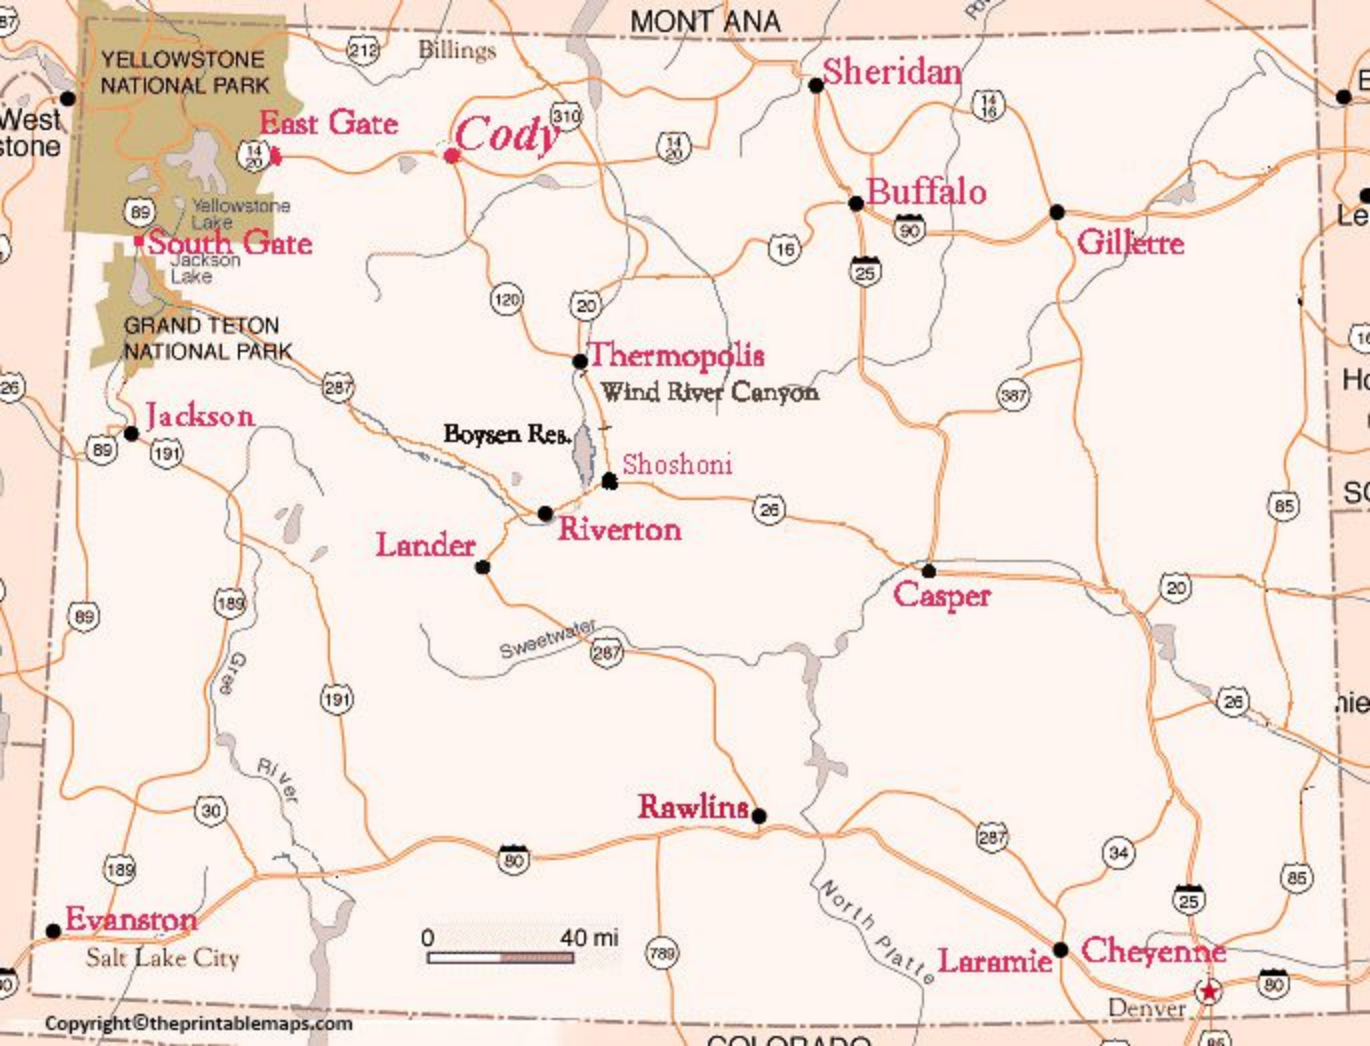 MONT ANA
87
212
Billings
YELLOWSTONE
NATIONAL PARK
Sheridan
West
stone
East Gate
310
Cody
14
16
14
20
14
20
Buffalo
89
Yellowstone
Lake
90
Le
South Gate
Gillette
16
Jackson
Lake
25
120
20
GRAND TETON
NATIONAL PARK
Thermopolis
Wind River Canyon
26
287
387
Jackson
Boysen Res.
89
191
Shoshoni
26
85
Riverton
Lander
Casper
20
189
89
Sweetwater
287
Gree
191
26
River
Rawlins
30
80
287
34
189
85
25
Evanston
Salt Lake City
0
40 mi
789
North Platte
Laramie
Cheyenne
80
Denver
Copyright©theprintablemaps.com
COLORADO